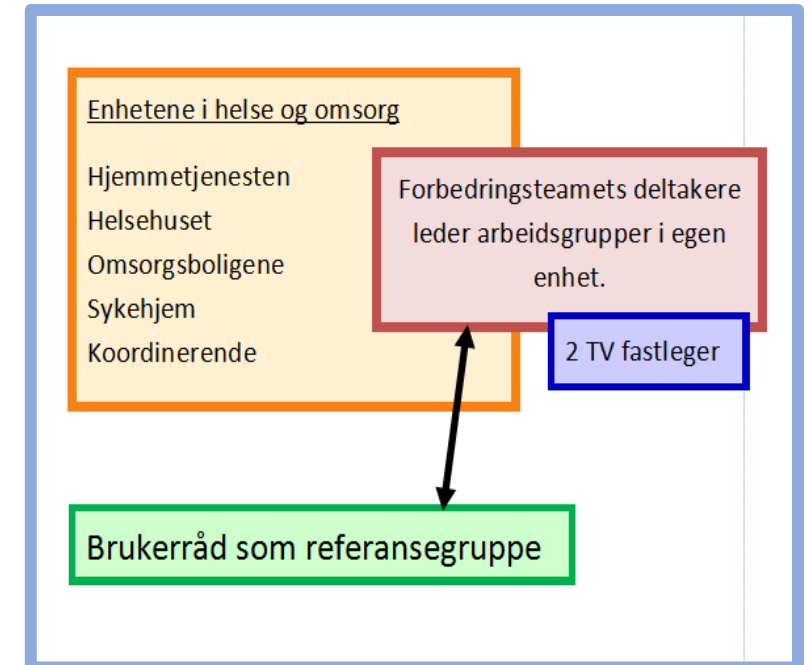 Enhetene i helse og omsorg
Hjemmetjenesten
Helsehuset
Omsorgsboligene
Sykehjem
Koordinerende
Forbedringsteamets deltakere
leder arbeidsgrupper i egen
enhet.
2 TV fastleger
Brukerråd som referansegruppe